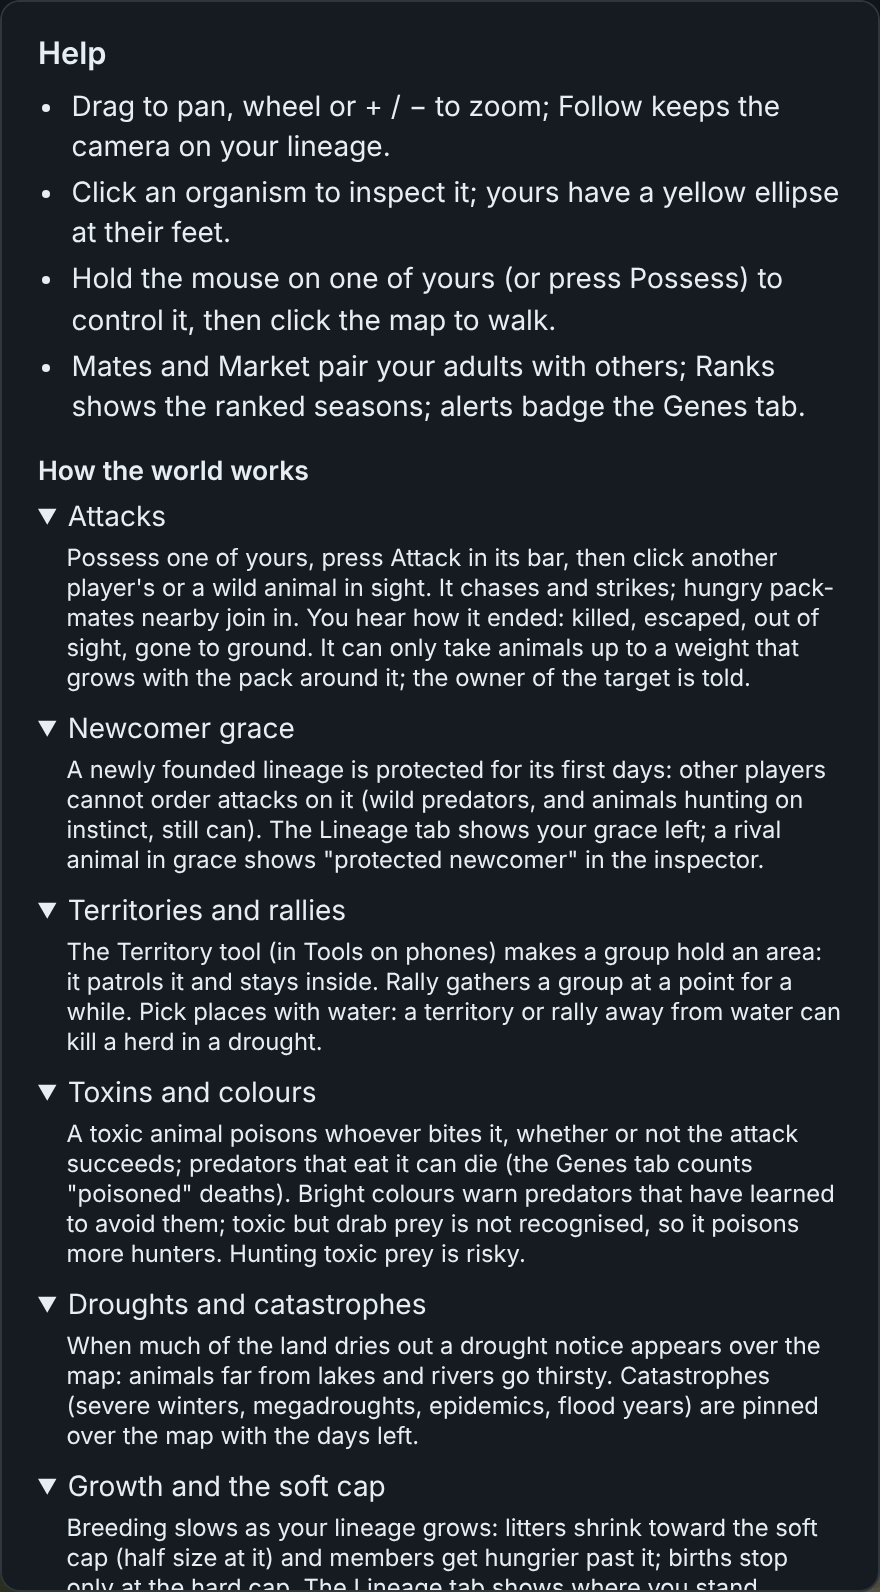 Help
• Drag to pan, wheel or + / − to zoom; Follow keeps the
camera on your lineage.
• Click an organism to inspect it; yours have a yellow ellipse
at their feet.
• Hold the mouse on one of yours (or press Possess) to
control it, then click the map to walk.
• Mates and Market pair your adults with others; Ranks
shows the ranked seasons; alerts badge the Genes tab.
How the world works
▼ Attacks
Possess one of yours, press Attack in its bar, then click another
player's or a wild animal in sight. It chases and strikes; hungry pack-
mates nearby join in. You hear how it ended: killed, escaped, out of
sight, gone to ground. It can only take animals up to a weight that
grows with the pack around it; the owner of the target is told.
▼ Newcomer grace
A newly founded lineage is protected for its first days: other players
cannot order attacks on it (wild predators, and animals hunting on
instinct, still can). The Lineage tab shows your grace left; a rival
animal in grace shows "protected newcomer" in the inspector.
▼ Territories and rallies
The Territory tool (in Tools on phones) makes a group hold an area:
it patrols it and stays inside. Rally gathers a group at a point for a
while. Pick places with water: a territory or rally away from water can
kill a herd in a drought.
▼ Toxins and colours
A toxic animal poisons whoever bites it, whether or not the attack
succeeds; predators that eat it can die (the Genes tab counts
"poisoned" deaths). Bright colours warn predators that have learned
to avoid them; toxic but drab prey is not recognised, so it poisons
more hunters. Hunting toxic prey is risky.
▼ Droughts and catastrophes
When much of the land dries out a drought notice appears over the
map: animals far from lakes and rivers go thirsty. Catastrophes
(severe winters, megadroughts, epidemics, flood years) are pinned
over the map with the days left.
▼ Growth and the soft cap
Breeding slows as your lineage grows: litters shrink toward the soft
cap (half size at it) and members get hungrier past it; births stop
only at the hard cap. The Lineage tab shows where you stand